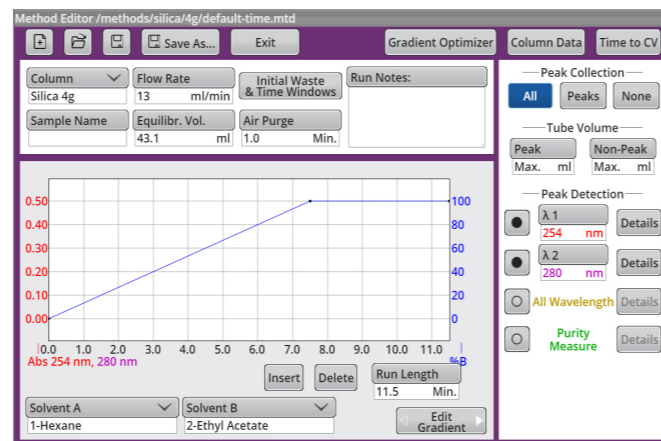 Method Editor /methods/silica/4g/default-time.mtd
Save As...
Exit
Gradient Optimizer
Column Data
Time to CV
Column
Silica 4g
Flow Rate
13 ml/min
Initial Waste
& Time Windows
Run Notes:
Sample Name
Equilibr. Vol.
43.1 ml
Air Purge
1.0 Min.
Peak Collection
All
Peaks
None
Tube Volume
Peak
Max. ml
Non-Peak
Max. ml
Peak Detection
λ 1
254 nm
Details
λ 2
280 nm
Details
All Wavelength
Details
Purity
Measure
Details
0.50
0.40
0.30
0.20
0.10
0.00
100
80
60
40
20
0
0.0 1.0 2.0 3.0 4.0 5.0 6.0 7.0 8.0 9.0 10.0 11.0
Abs 254 nm, 280 nm
%B
Insert
Delete
Run Length
11.5 Min.
Solvent A
1-Hexane
Solvent B
2-Ethyl Acetate
Edit
Gradient